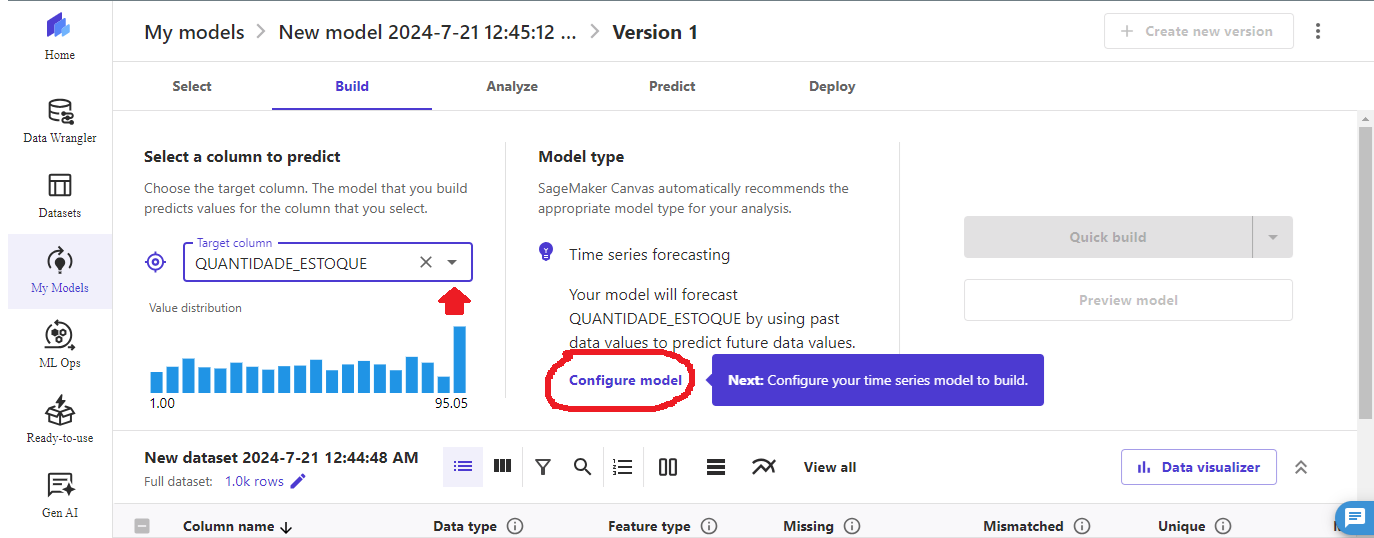 My models > New model 2024-7-21 12:45:12 ... > Version 1
+ Create new version
Home
Data Wrangler
Datasets
My Models
ML Ops
Ready-to-use
Gen AI
Select
Build
Analyze
Predict
Deploy
Select a column to predict
Choose the target column. The model that you build
predicts values for the column that you select.
Target column
QUANTIDADE_ESTOQUE
Value distribution
1.00
95.05
Model type
SageMaker Canvas automatically recommends the
appropriate model type for your analysis.
Time series forecasting
Your model will forecast
QUANTIDADE_ESTOQUE by using past
data values to predict future data values.
Configure model
Next: Configure your time series model to build.
Quick build
Preview model
New dataset 2024-7-21 12:44:48 AM
Full dataset: 1.0k rows
View all
Data visualizer
Column name
Data type
Feature type
Missing
Mismatched
Unique